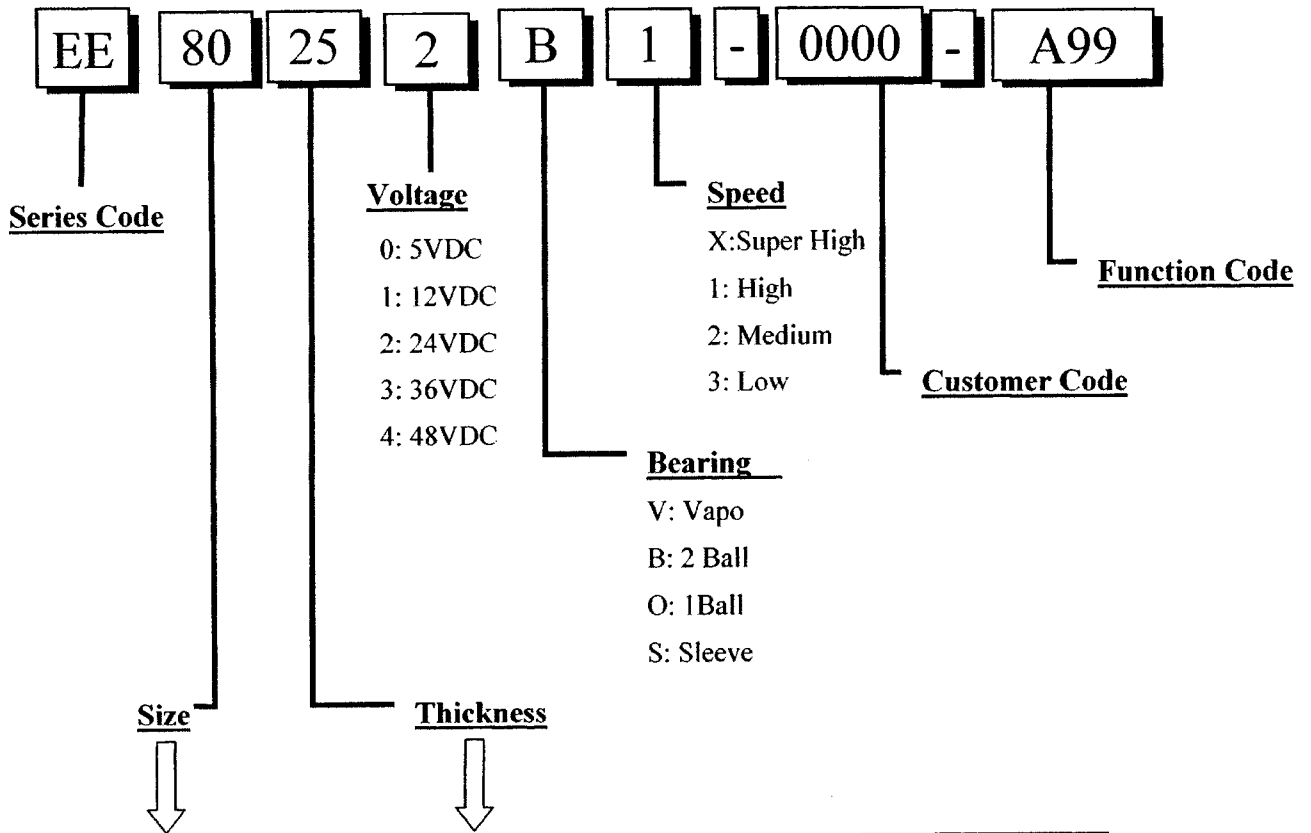 EE 80 25 2 B 1 - 0000 - A99
Series Code
Voltage
0: 5VDC
1: 12VDC
2: 24VDC
3: 36VDC
4: 48VDC
Speed
X:Super High
1: High
2: Medium
3: Low
Function Code
Customer Code
Bearing
V: Vapo
B: 2 Ball
O: 1Ball
S: Sleeve
Size
Thickness